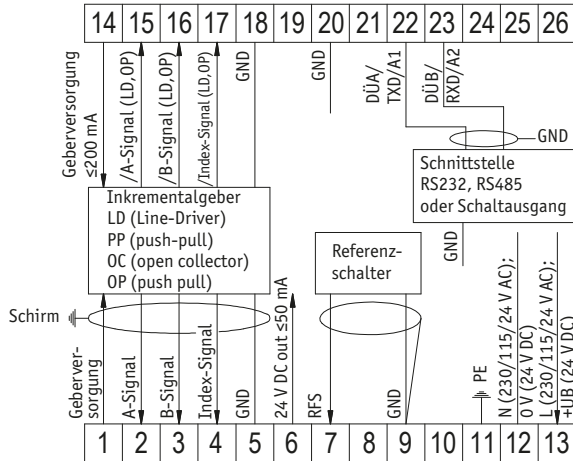 14 15 16 17 18 19 20 21 22 23 24 25 26
Geberversorgung
≤200 mA
/A-Signal (LD,OP)
/B-Signal (LD,OP)
/Index-Signal (LD,OP)
GND
GND
DÜA/
TXD/A1
DÜB/
RXD/A2
GND
Schnittstelle
RS232, RS485
oder Schaltausgang
Inkrementalgeber
LD (Line-Driver)
PP (push-pull)
OC (open collector)
OP (push pull)
Referenz-
schalter
GND
Schirm
Geberver-
sorgung
A-Signal
B-Signal
Index-Signal
GND
24 V DC out ≤50 mA
RFS
GND
PE
N (230/115/24 V AC);
0 V (24 V DC)
L (230/115/24 V AC);
+UB (24 V DC)
1 2 3 4 5 6 7 8 9 10 11 12 13